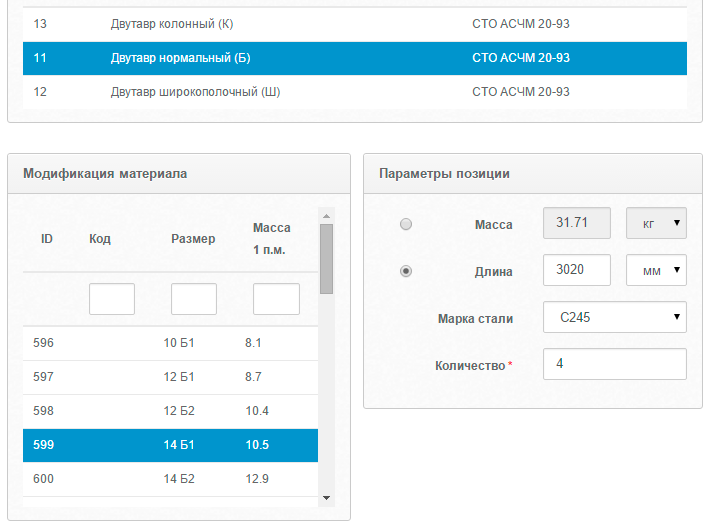 13 Двутавр колонный (К) СТО АСЧМ 20-93
11 Двутавр нормальный (Б) СТО АСЧМ 20-93
12 Двутавр широкополочный (Ш) СТО АСЧМ 20-93
Модификация материала
ID Код Размер Масса 1 п.м.
596 10 Б1 8.1
597 12 Б1 8.7
598 12 Б2 10.4
599 14 Б1 10.5
600 14 Б2 12.9
Параметры позиции
Масса 31.71 кг
Длина 3020 мм
Марка стали С245
Количество * 4